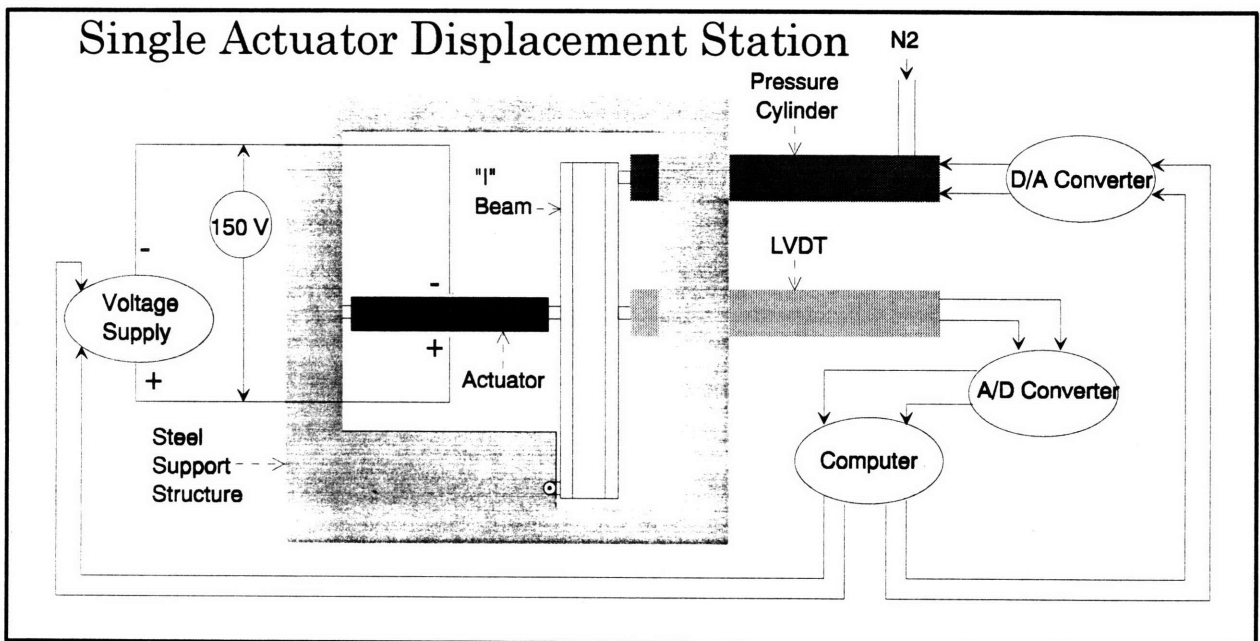 Single Actuator Displacement Station
N2
Pressure
Cylinder
D/A Converter
"I"
Beam
150 V
-
LVDT
Voltage
Supply
-
+
+
Actuator
A/D Converter
Steel
Support
Structure
Computer